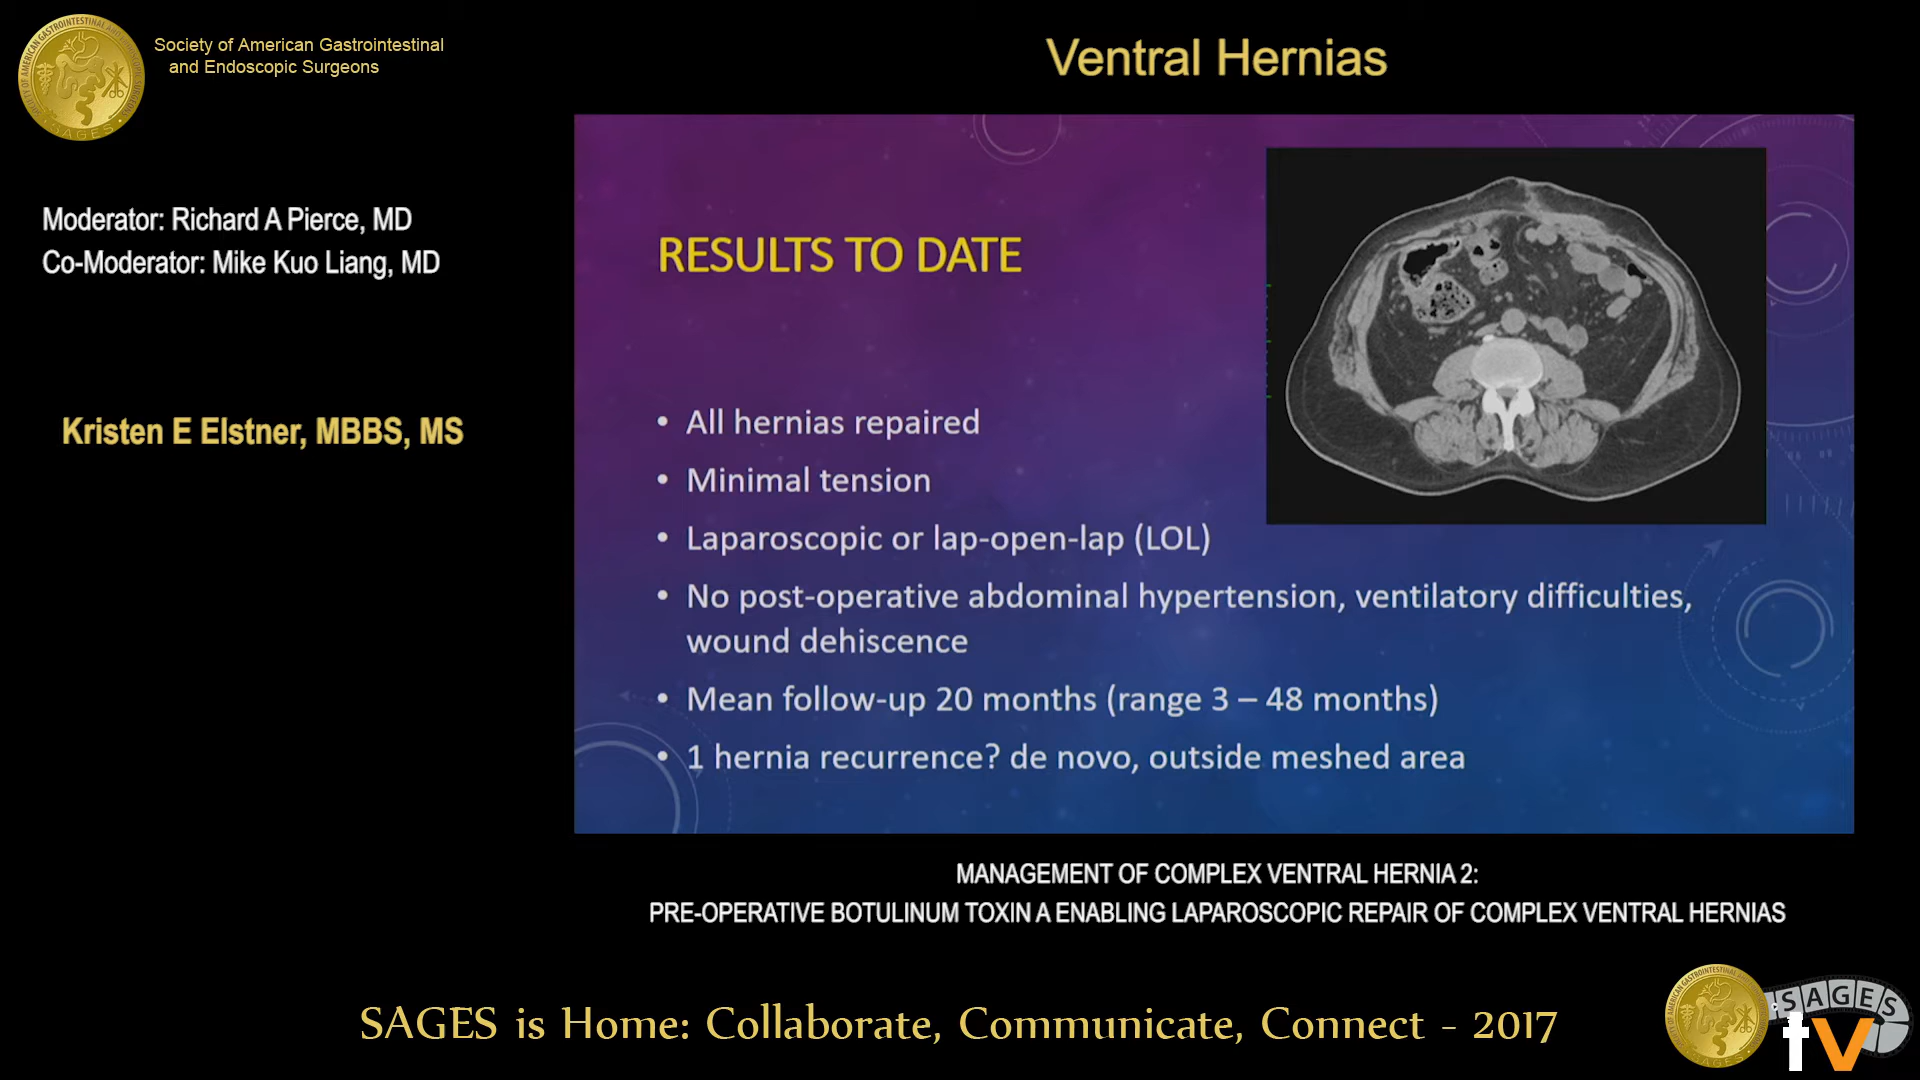 Society of American Gastrointestinal
and Endoscopic Surgeons
Ventral Hernias
Moderator: Richard A Pierce, MD
Co-Moderator: Mike Kuo Liang, MD
Kristen E Elstner, MBBS, MS
RESULTS TO DATE
• All hernias repaired
• Minimal tension
• Laparoscopic or lap-open-lap (LOL)
• No post-operative abdominal hypertension, ventilatory difficulties,
wound dehiscence
• Mean follow-up 20 months (range 3 – 48 months)
• 1 hernia recurrence? de novo, outside meshed area
MANAGEMENT OF COMPLEX VENTRAL HERNIA 2:
PRE-OPERATIVE BOTULINUM TOXIN A ENABLING LAPAROSCOPIC REPAIR OF COMPLEX VENTRAL HERNIAS
SAGES is Home: Collaborate, Communicate, Connect - 2017
SAGES
tv